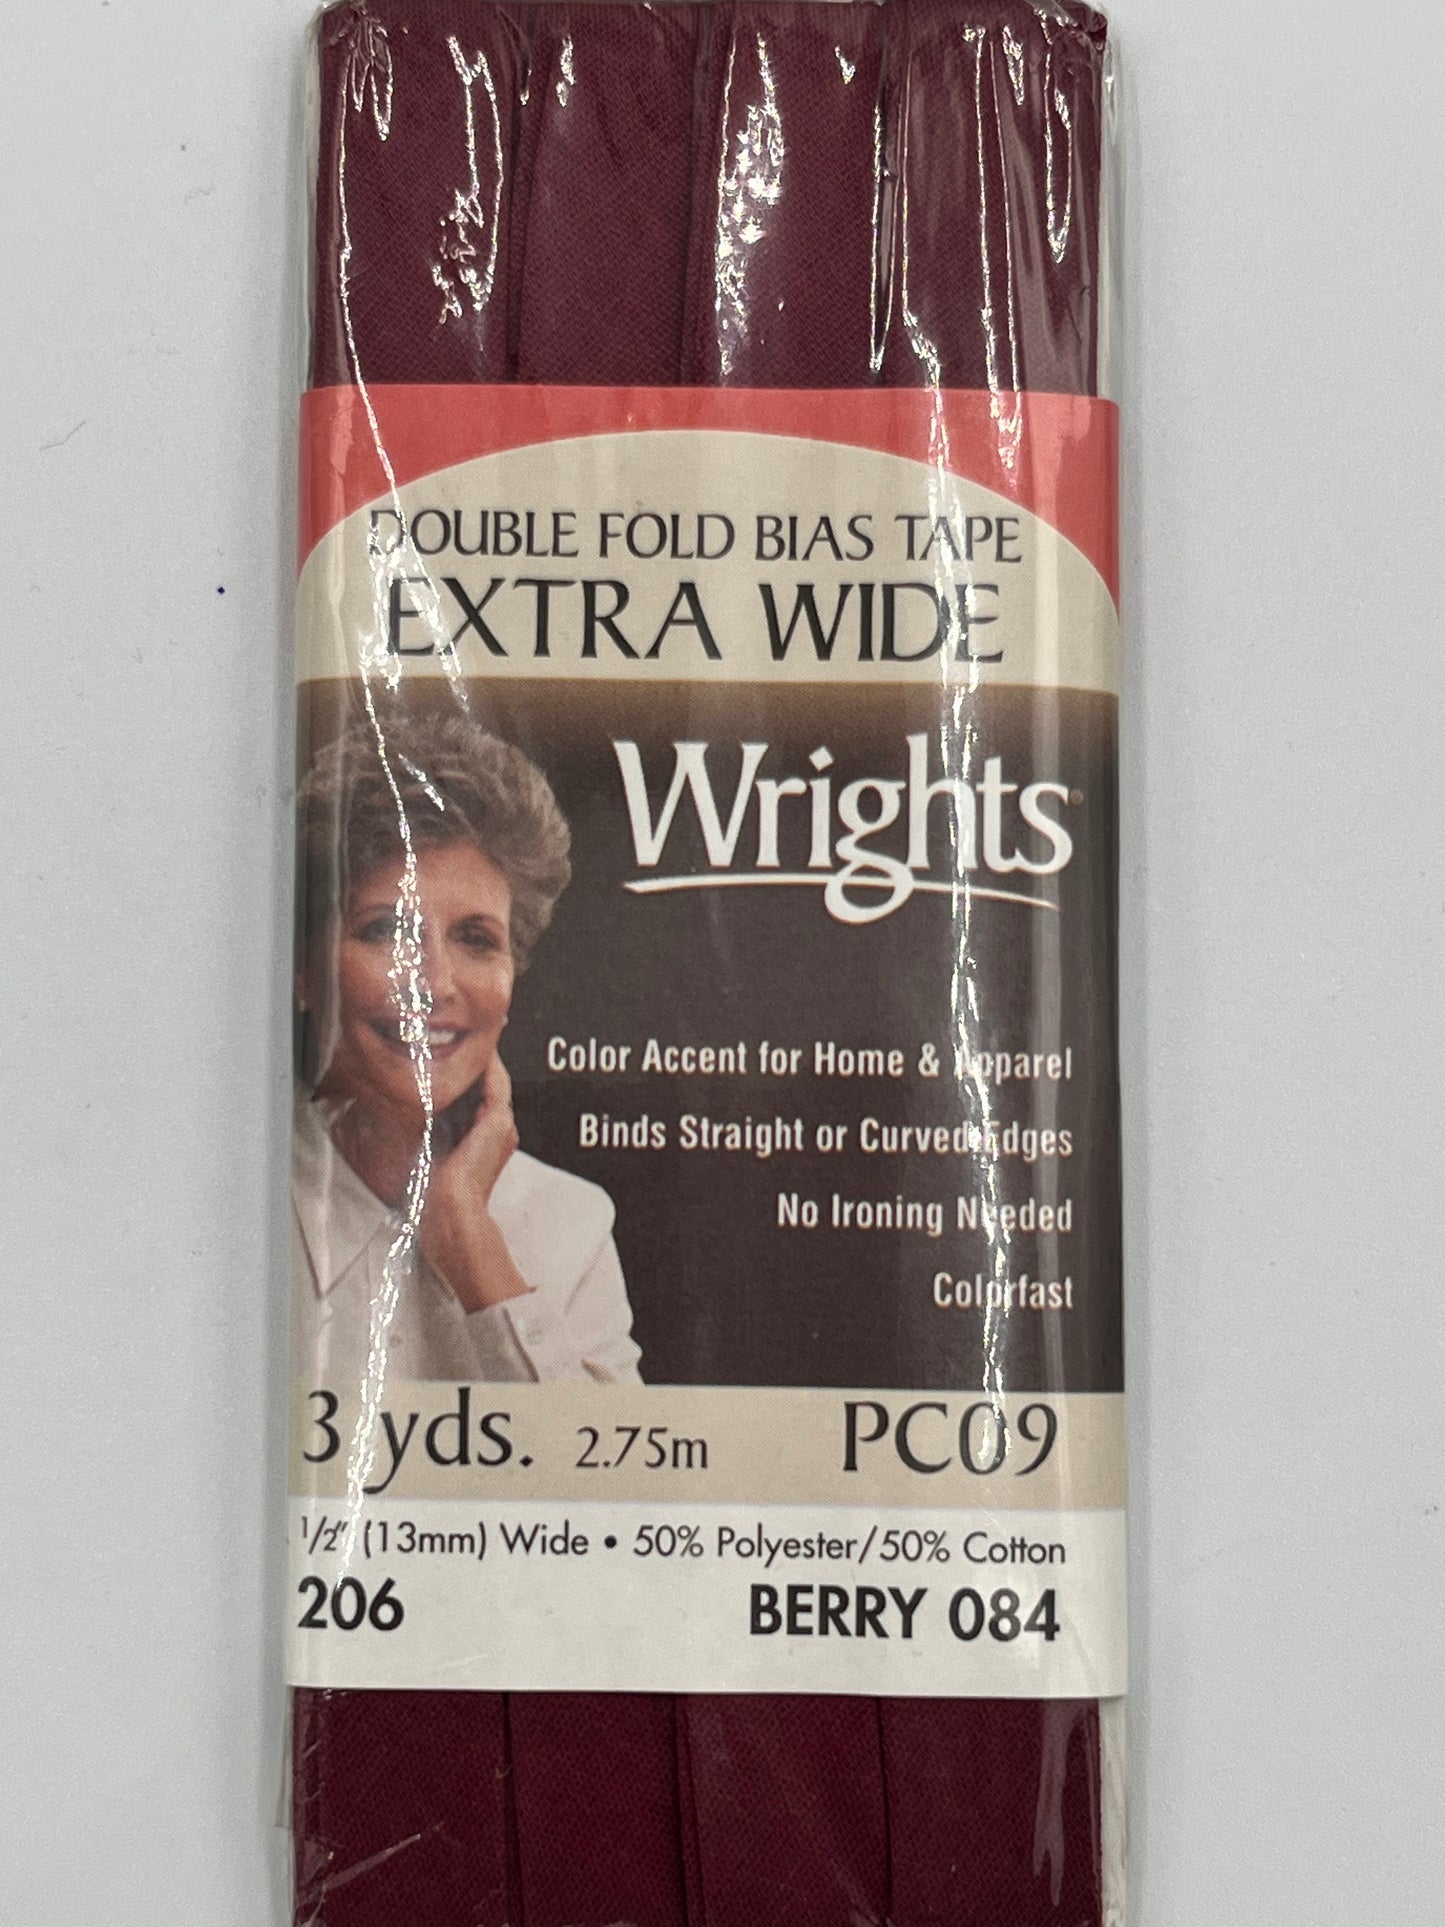 DOUBLE FOLD BIAS TAPE
EXTRA WIDE
Wrights®
Color Accent for Home & Apparel
Binds Straight or Curved Edges
No Ironing Needed
Colorfast
3 yds. 2.75m PC09
1/2" (13mm) Wide • 50% Polyester/50% Cotton
206 BERRY 084